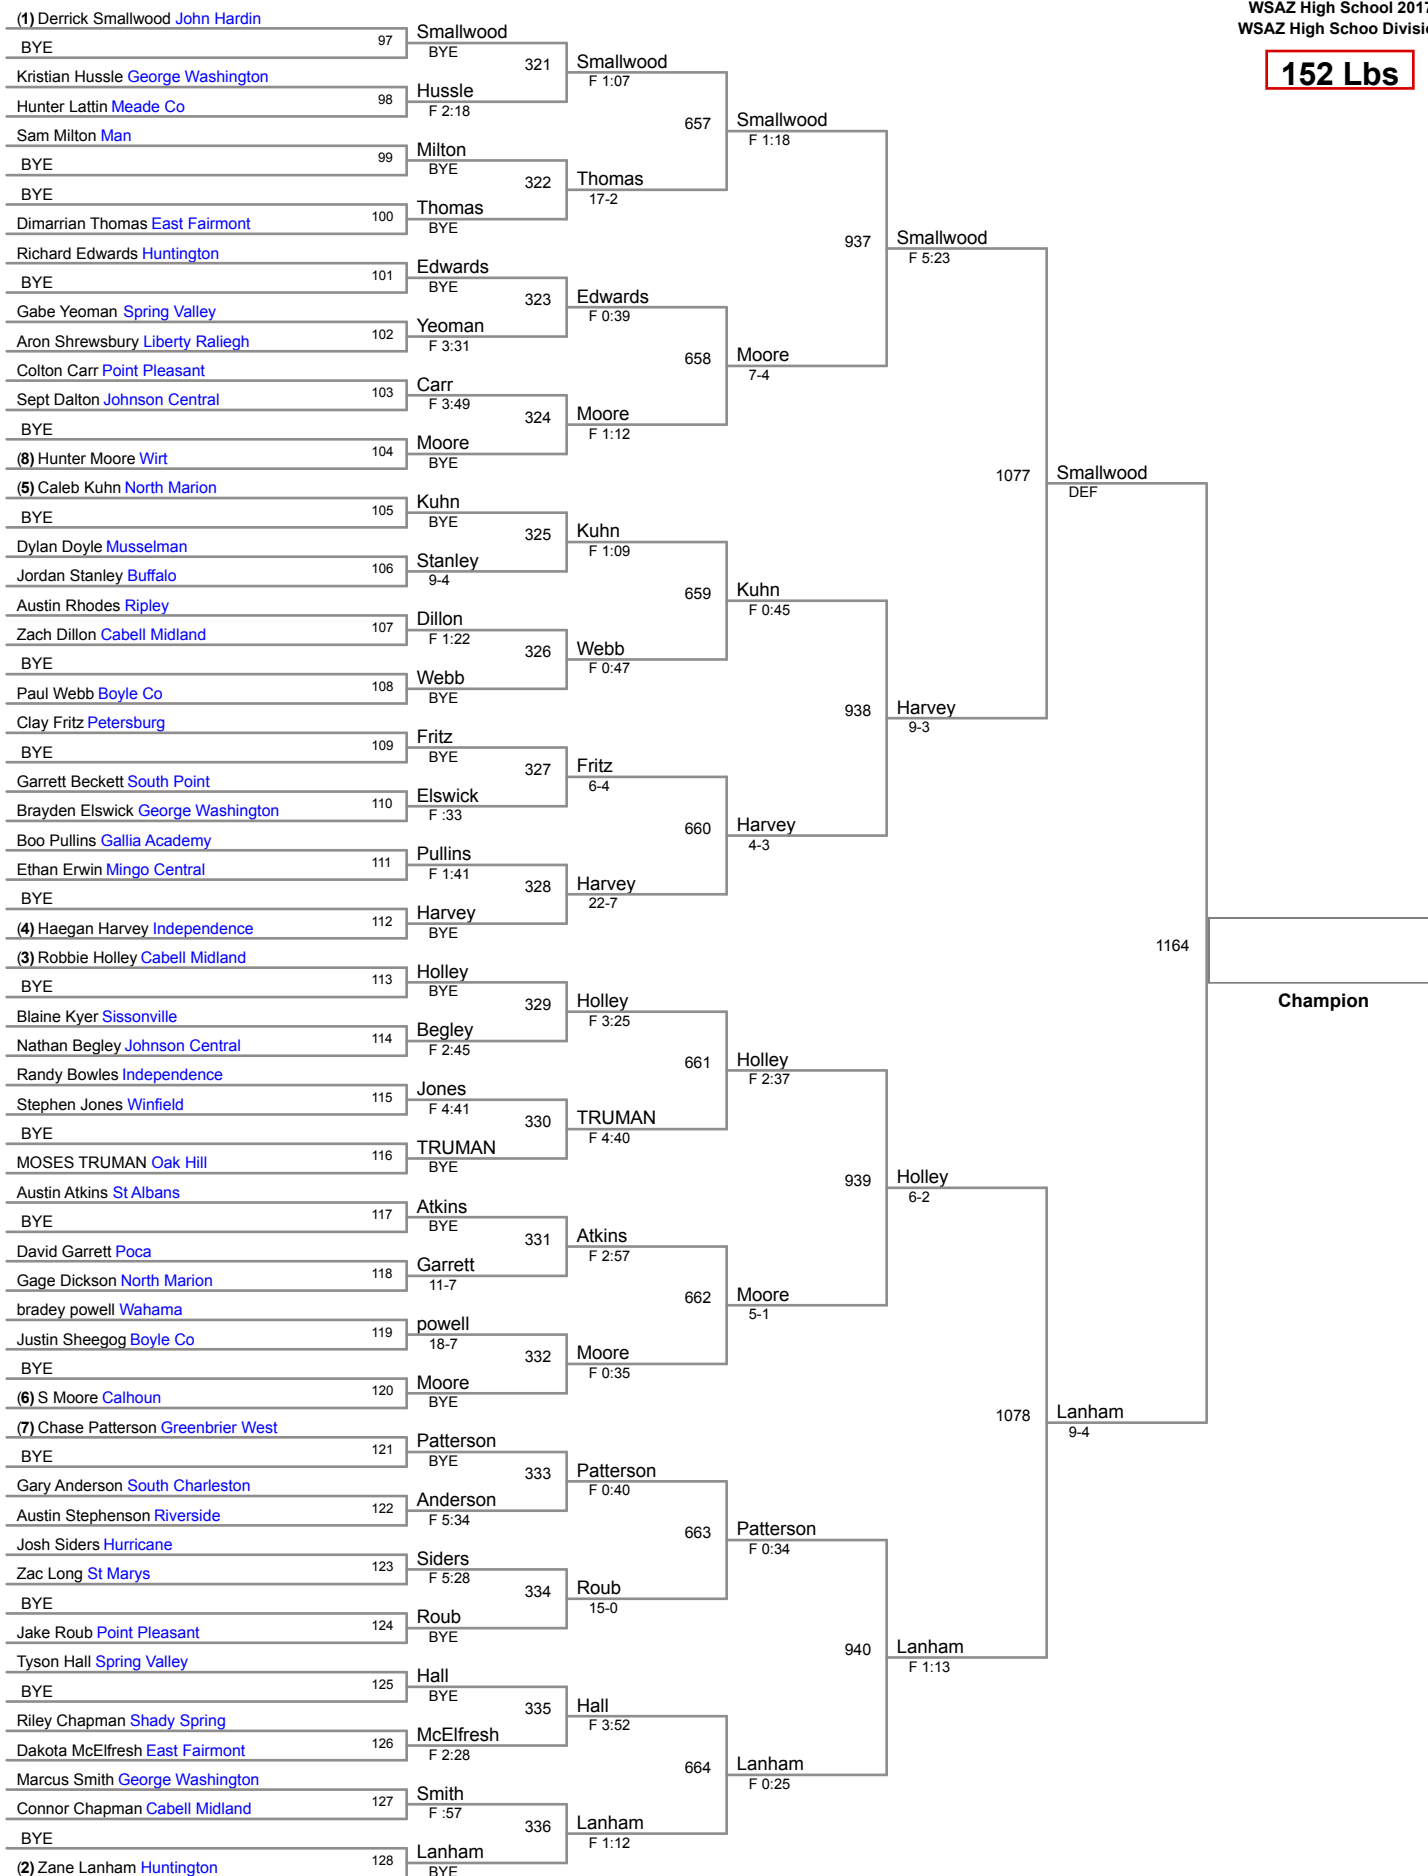 WSAZ High School 2017
WSAZ High Schoo Divisi
152 Lbs
(1) Derrick Smallwood John Hardin
BYE
Kristian Hussle George Washington
Hunter Lattin Meade Co
Sam Milton Man
BYE
BYE
Dimarrian Thomas East Fairmont
Richard Edwards Huntington
BYE
Gabe Yeoman Spring Valley
Aron Shrewsbury Liberty Raliegh
Colton Carr Point Pleasant
Sept Dalton Johnson Central
BYE
(8) Hunter Moore Wirt
(5) Caleb Kuhn North Marion
BYE
Dylan Doyle Musselman
Jordan Stanley Buffalo
Austin Rhodes Ripley
Zach Dillon Cabell Midland
BYE
Paul Webb Boyle Co
Clay Fritz Petersburg
BYE
Garrett Beckett South Point
Brayden Elswick George Washington
Boo Pullins Gallia Academy
Ethan Erwin Mingo Central
BYE
(4) Haegan Harvey Independence
(3) Robbie Holley Cabell Midland
BYE
Blaine Kyer Sissonville
Nathan Begley Johnson Central
Randy Bowles Independence
Stephen Jones Winfield
BYE
MOSES TRUMAN Oak Hill
Austin Atkins St Albans
BYE
David Garrett Poca
Gage Dickson North Marion
bradey powell Wahama
Justin Sheegog Boyle Co
BYE
(6) S Moore Calhoun
(7) Chase Patterson Greenbrier West
BYE
Gary Anderson South Charleston
Austin Stephenson Riverside
Josh Siders Hurricane
Zac Long St Marys
BYE
Jake Roub Point Pleasant
Tyson Hall Spring Valley
BYE
Riley Chapman Shady Spring
Dakota McElfresh East Fairmont
Marcus Smith George Washington
Connor Chapman Cabell Midland
BYE
(2) Zane Lanham Huntington
97
98
99
100
101
102
103
104
105
106
107
108
109
110
111
112
113
114
115
116
117
118
119
120
121
122
123
124
125
126
127
128
Smallwood
BYE
Hussle
F 2:18
Milton
BYE
Thomas
BYE
Edwards
BYE
Yeoman
F 3:31
Carr
F 3:49
Moore
BYE
Kuhn
BYE
Stanley
9-4
Dillon
F 1:22
Webb
BYE
Fritz
BYE
Elswick
F :33
Pullins
F 1:41
Harvey
BYE
Holley
BYE
Begley
F 2:45
Jones
F 4:41
TRUMAN
BYE
Atkins
BYE
Garrett
11-7
powell
18-7
Moore
BYE
Patterson
BYE
Anderson
F 5:34
Siders
F 5:28
Roub
BYE
Hall
BYE
McElfresh
F 2:28
Smith
F :57
Lanham
BYE
321
322
323
324
325
326
327
328
329
330
331
332
333
334
335
336
Smallwood
F 1:07
Thomas
17-2
Edwards
F 0:39
Moore
F 1:12
Kuhn
F 1:09
Webb
F 0:47
Fritz
6-4
Harvey
22-7
Holley
F 3:25
TRUMAN
F 4:40
Atkins
F 2:57
Moore
F 0:35
Patterson
F 0:40
Roub
15-0
Hall
F 3:52
Lanham
F 1:12
657
658
659
660
661
662
663
664
Smallwood
F 1:18
Moore
7-4
Kuhn
F 0:45
Harvey
4-3
Holley
F 2:37
Moore
5-1
Patterson
F 0:34
Lanham
F 0:25
937
938
939
940
Smallwood
F 5:23
Harvey
9-3
Holley
6-2
Lanham
F 1:13
1077
1078
Smallwood
DEF
Lanham
9-4
1164
Champion